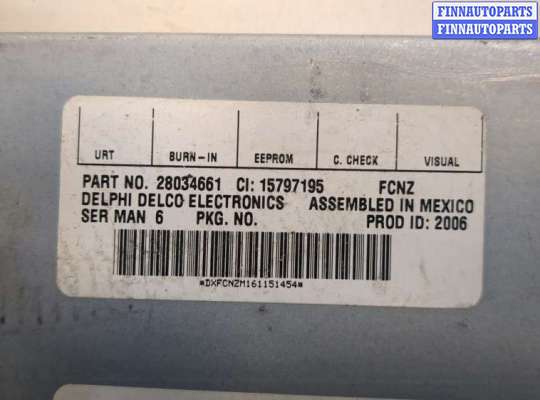 FINNAUTOPARTS
FINNAUTOPARTS
URT BURN-IN EEPROM C. CHECK VISUAL
PART NO. 28034661 CI: 15797195 FCNZ
DELPHI DELCO ELECTRONICS ASSEMBLED IN MEXICO
SER MAN 6 PKG. NO. PROD ID: 2006
*DXFCNZM161151454*